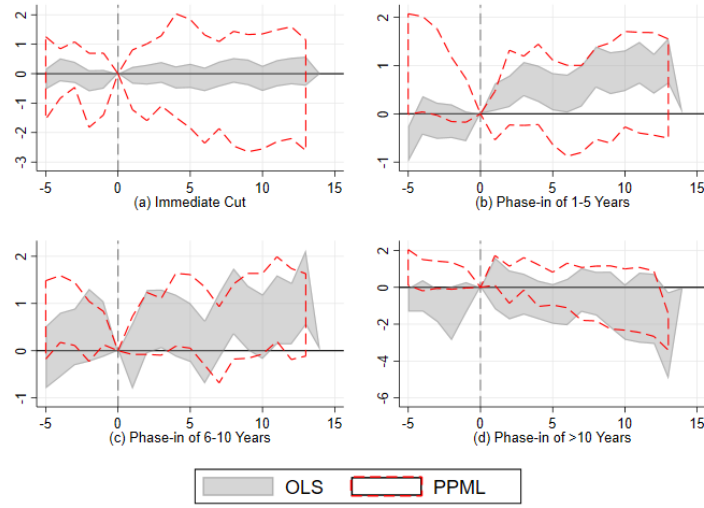 2
1
0
-1
-2
-3
-5 0 5 10 15
(a) Immediate Cut
2
1
0
-1
-5 0 5 10 15
(b) Phase-in of 1-5 Years
2
1
0
-1
-5 0 5 10 15
(c) Phase-in of 6-10 Years
2
0
-2
-4
-6
-5 0 5 10 15
(d) Phase-in of >10 Years
OLS PPML